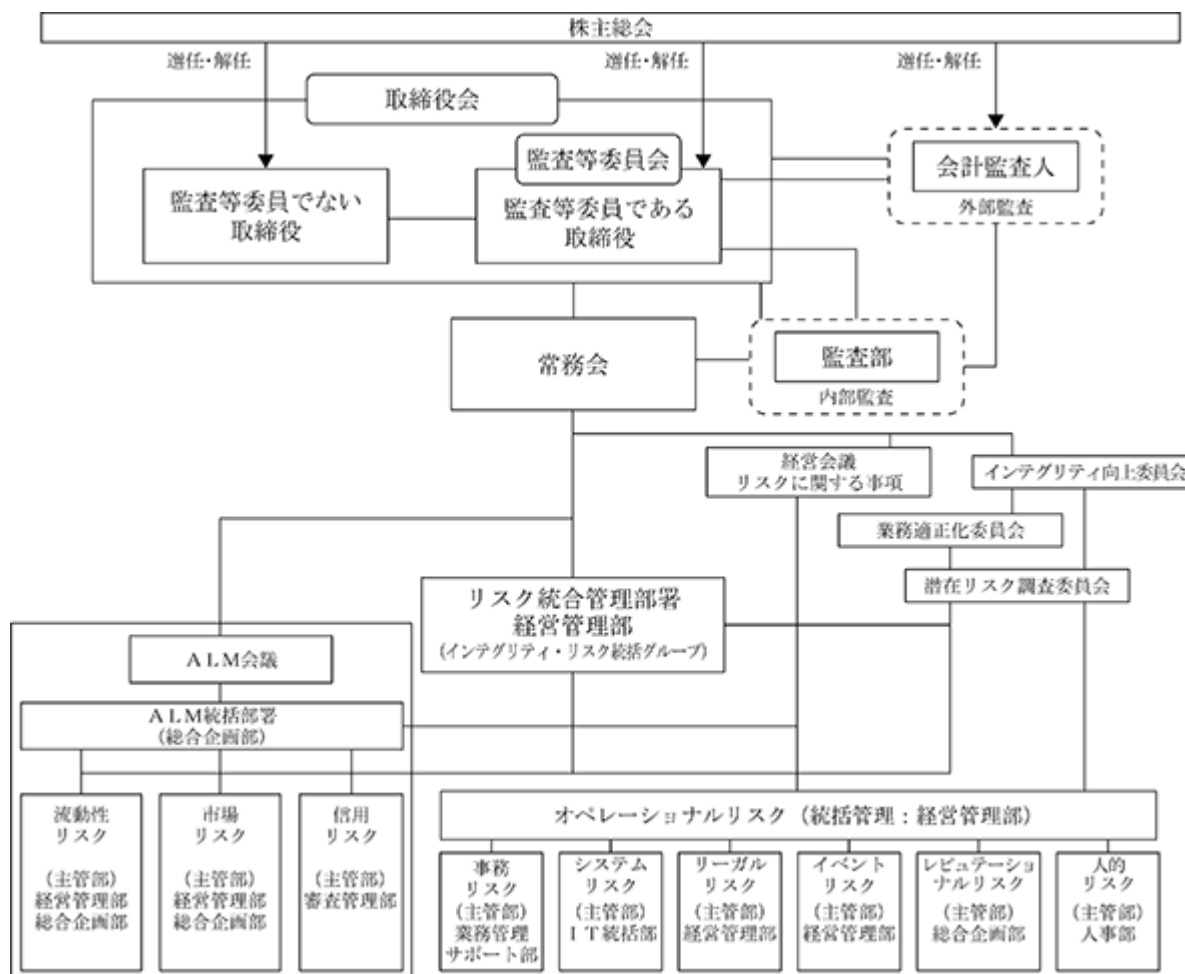 株主総会
選任・解任
選任・解任
選任・解任
取締役会
監査等委員会
会計監査人
外部監査
監査等委員でない
取締役
監査等委員である
取締役
常務会
監査部
内部監査
経営会議
リスクに関する事項
インテグリティ向上委員会
業務適正化委員会
潜在リスク調査委員会
リスク統合管理部署
経営管理部
(インテグリティ・リスク統括グループ)
ＡＬＭ会議
ＡＬＭ統括部署
(総合企画部)
流動性
リスク
(主管部)
経営管理部
総合企画部
市場
リスク
(主管部)
経営管理部
総合企画部
信用
リスク
(主管部)
審査管理部
オペレーショナルリスク（統括管理：経営管理部）
事務
リスク
(主管部)
業務管理
サポート部
システム
リスク
(主管部)
ＩＴ統括部
リーガル
リスク
(主管部)
経営管理部
イベント
リスク
(主管部)
経営管理部
レピュテーショ
ナルリスク
(主管部)
総合企画部
人的
リスク
(主管部)
人事部